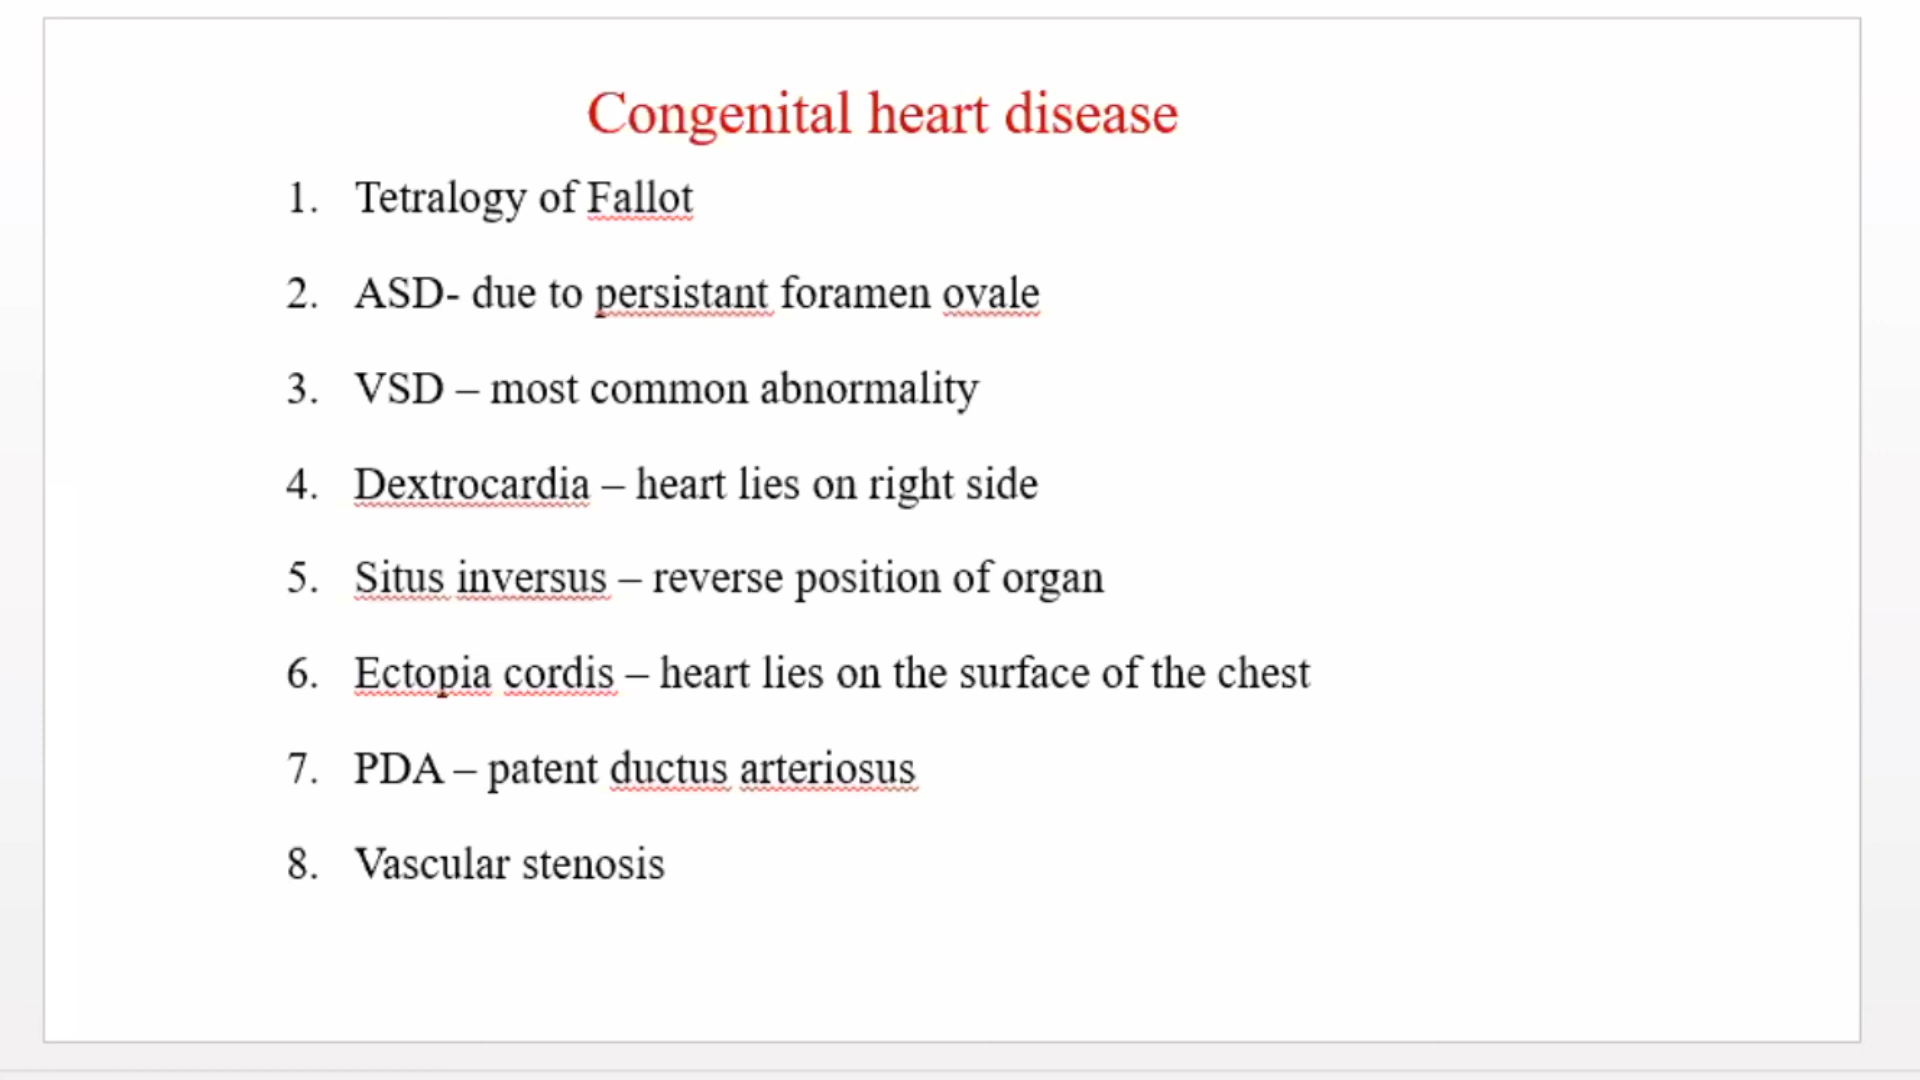 Congenital heart disease
1. Tetralogy of Fallot
2. ASD- due to persistant foramen ovale
3. VSD – most common abnormality
4. Dextrocardia – heart lies on right side
5. Situs inversus – reverse position of organ
6. Ectopia cordis – heart lies on the surface of the chest
7. PDA – patent ductus arteriosus
8. Vascular stenosis